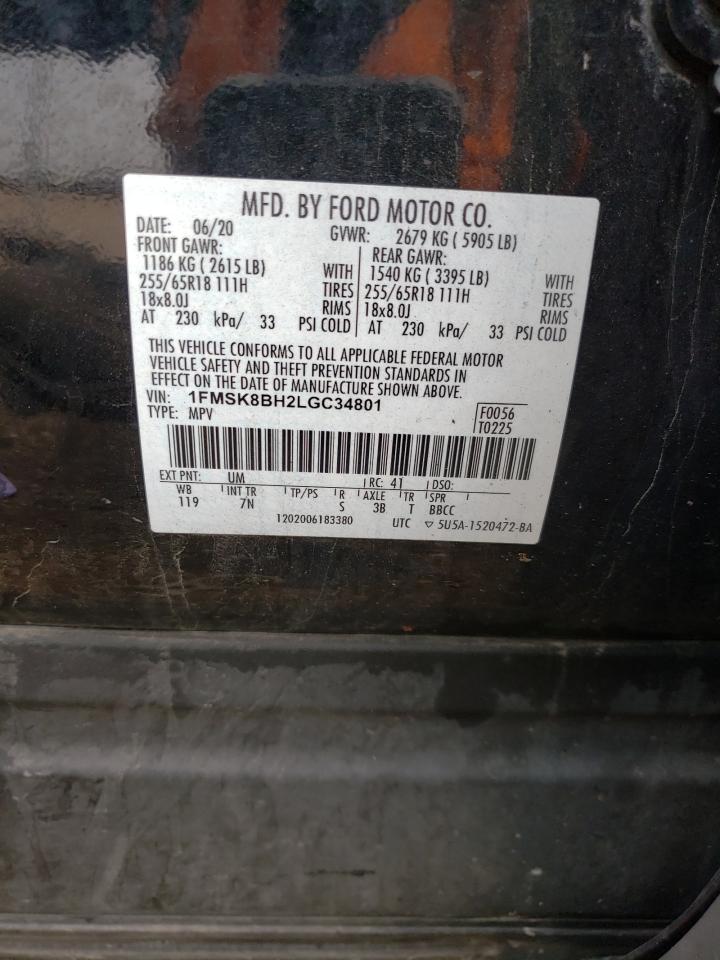 MFD. BY FORD MOTOR CO.
DATE: 06/20 GVWR: 2679 KG ( 5905 LB)
FRONT GAWR: REAR GAWR:
1186 KG ( 2615 LB) WITH 1540 KG ( 3395 LB) WITH
255/65R18 111H TIRES 255/65R18 111H TIRES
18x8.0J RIMS 18x8.0J RIMS
AT 230 kPa/ 33 PSI COLD AT 230 kPa/ 33 PSI COLD
THIS VEHICLE CONFORMS TO ALL APPLICABLE FEDERAL MOTOR
VEHICLE SAFETY AND THEFT PREVENTION STANDARDS IN
EFFECT ON THE DATE OF MANUFACTURE SHOWN ABOVE.
VIN: 1FMSK8BH2LGC34801 F0056
TYPE: MPV T0225
EXT PNT: UM RC: 41 DSO:
WB INT TR TP/PS R AXLE TR SPR
119 7N S 3B T BBCC
1202006183380 UTC ▽ 5U5A-1520472-BA